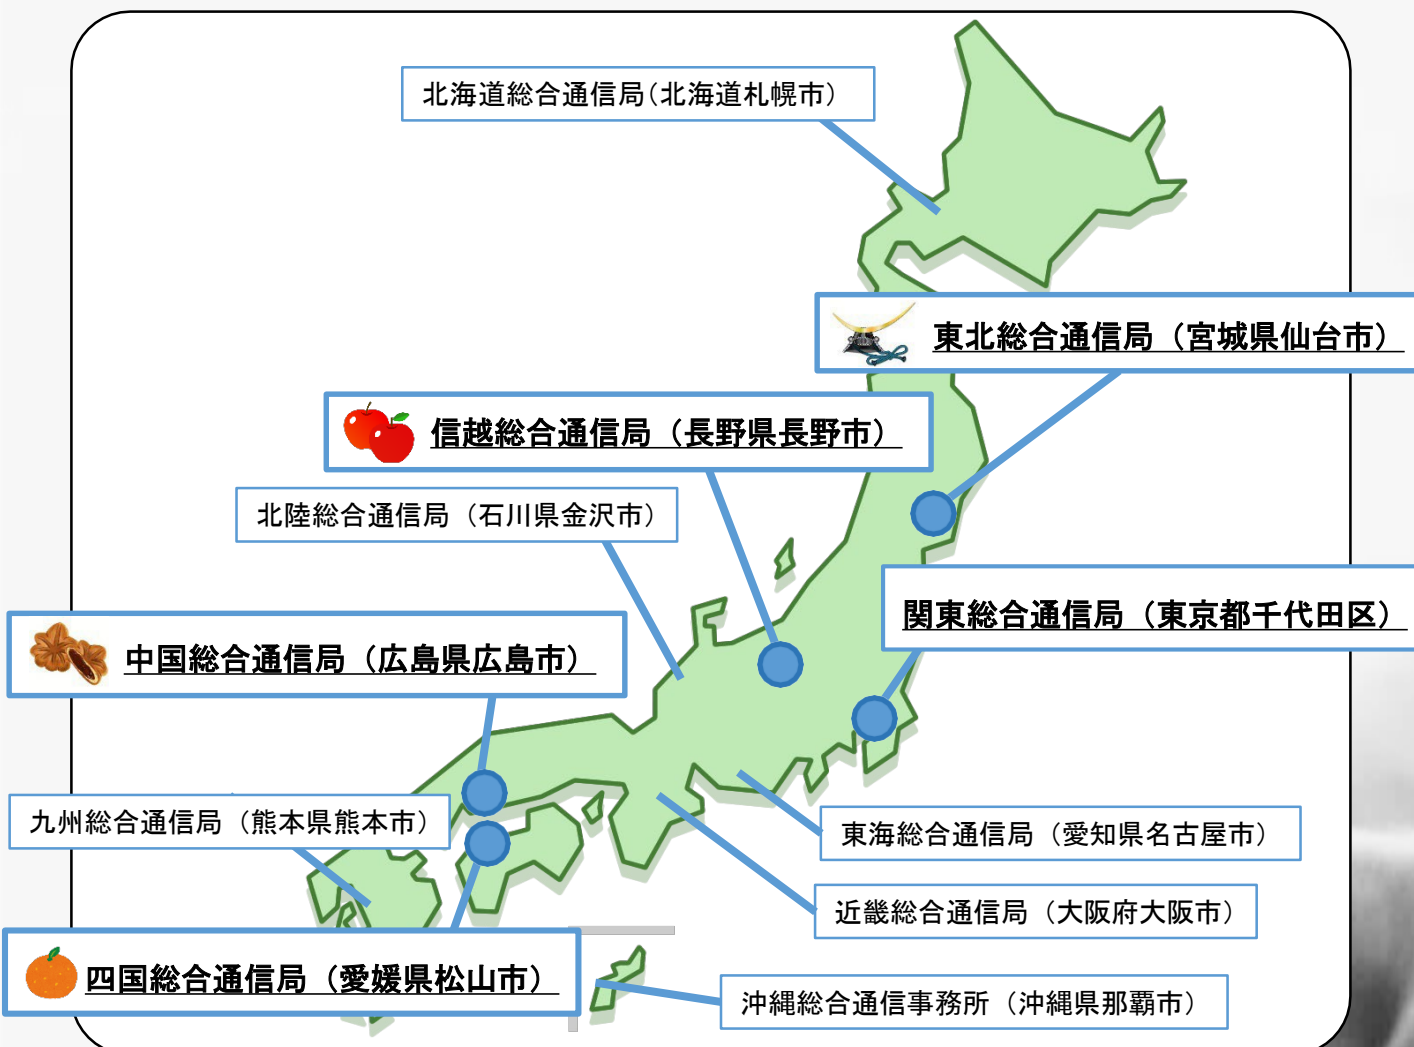 北海道総合通信局(北海道札幌市)
東北総合通信局（宮城県仙台市）
信越総合通信局（長野県長野市）
北陸総合通信局（石川県金沢市）
関東総合通信局（東京都千代田区）
中国総合通信局（広島県広島市）
九州総合通信局（熊本県熊本市）
東海総合通信局（愛知県名古屋市）
近畿総合通信局（大阪府大阪市）
四国総合通信局（愛媛県松山市）
沖縄総合通信事務所（沖縄県那覇市）